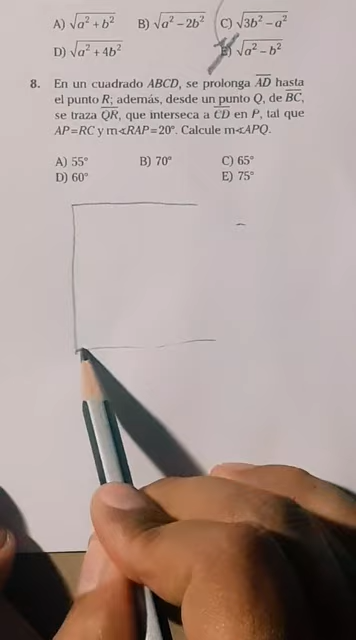 A) √a² + b² B) √a² − 2b² C) √3b² − a²
D) √a² + 4b² E) √a² − b²
8. En un cuadrado ABCD, se prolonga AD hasta
el punto R; además, desde un punto Q, de BC,
se traza QR, que interseca a CD en P, tal que
AP=RC y m∢RAP=20°. Calcule m∢APQ.
A) 55° B) 70° C) 65°
D) 60° E) 75°